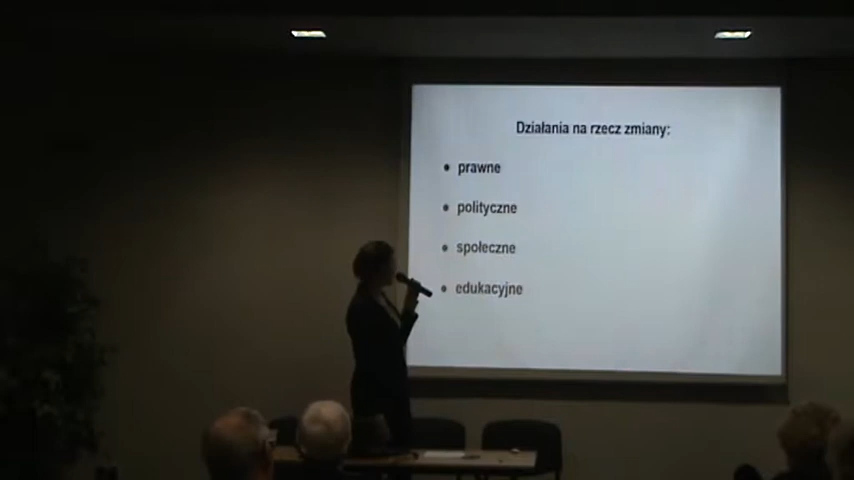 Działania na rzecz zmiany:
• prawne
• polityczne
• społeczne
• edukacyjne